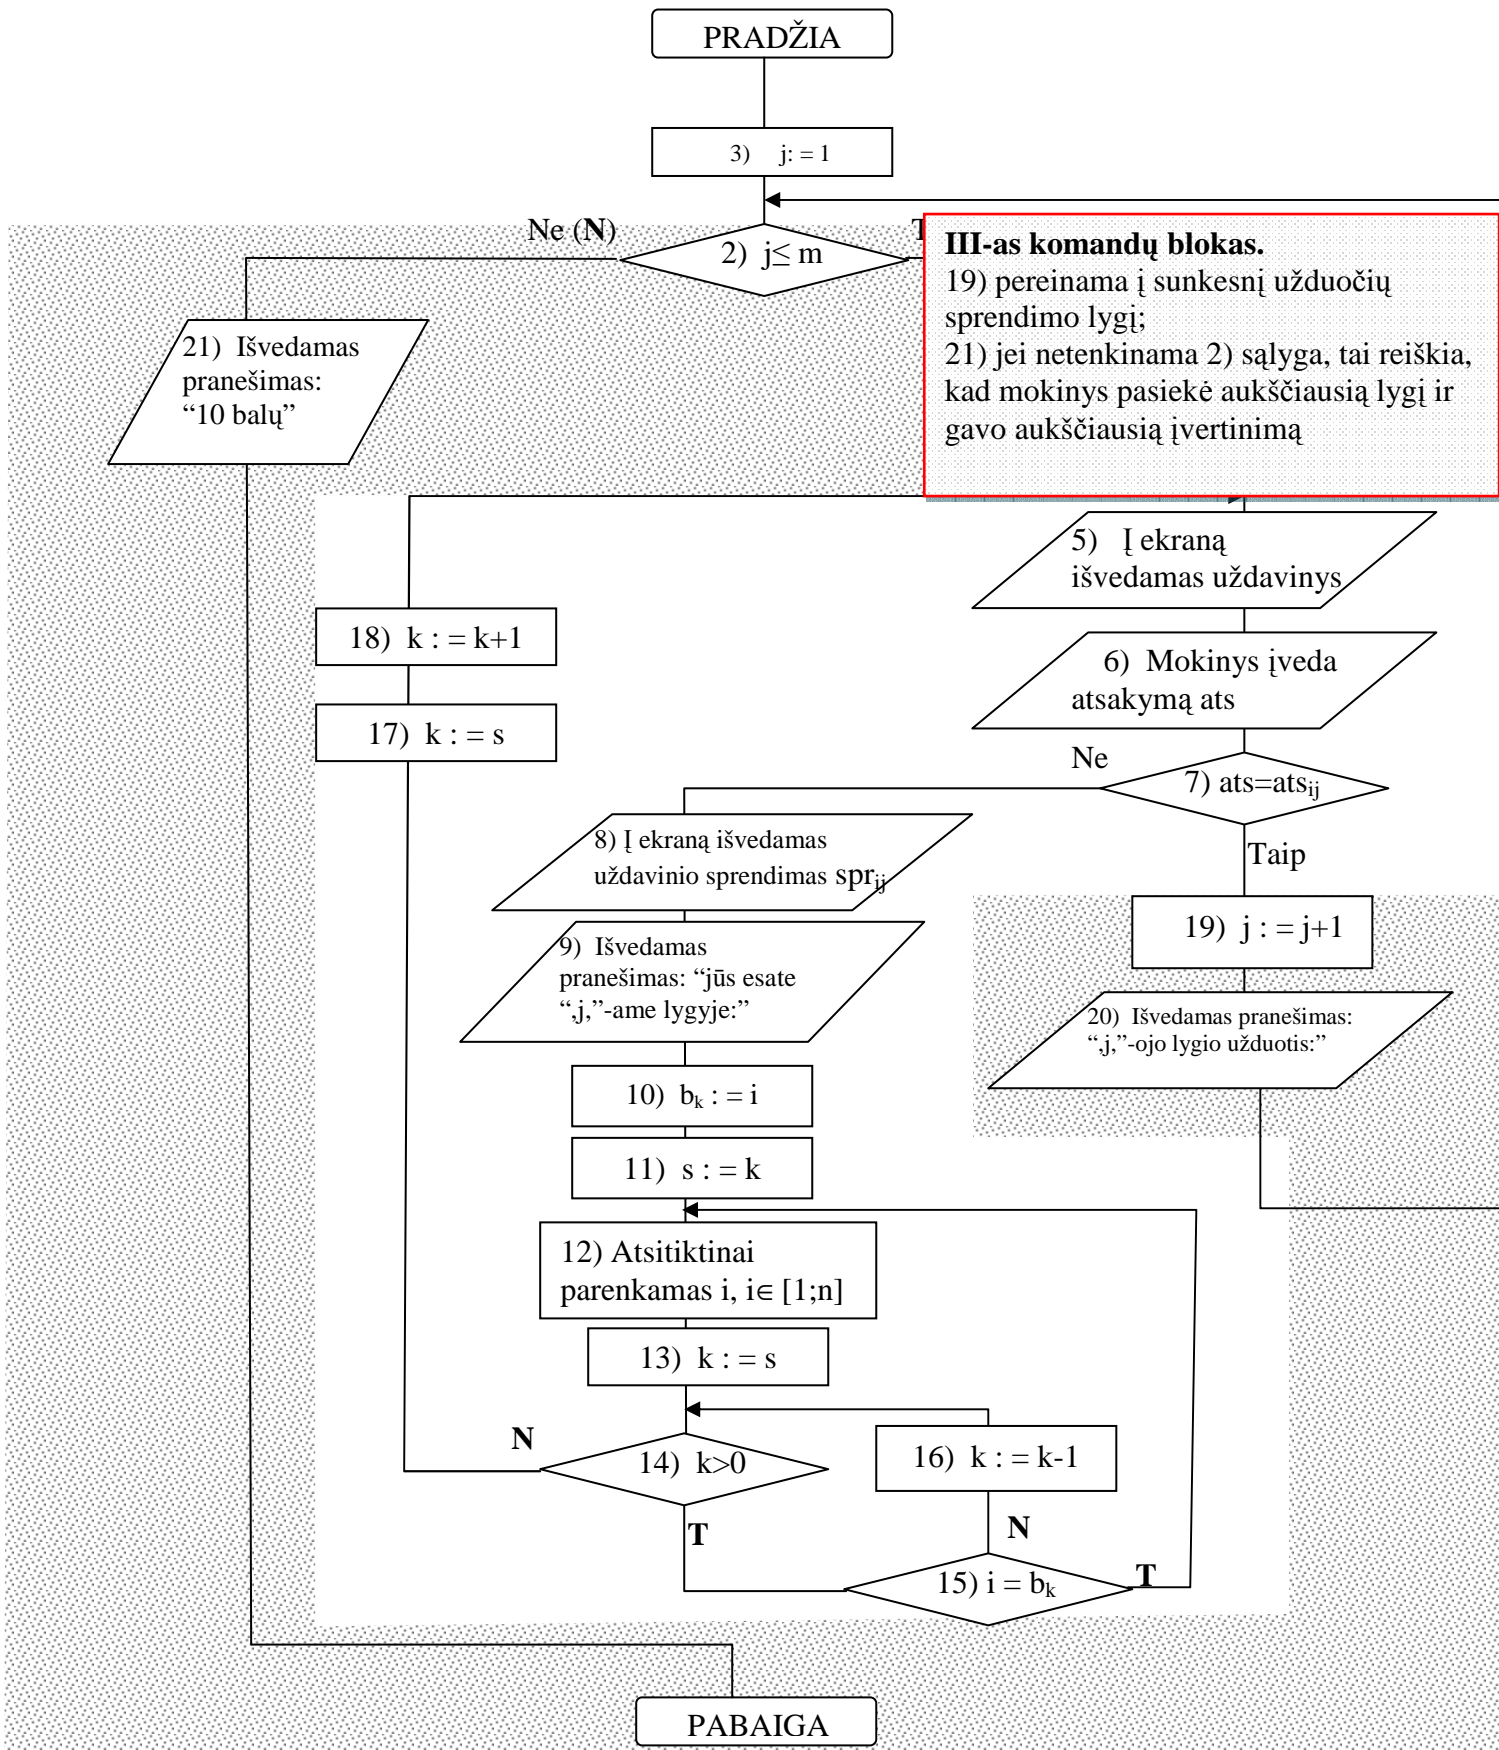 PRADŽIA
3) j: = 1
Ne (N)
T
2) j≤ m
III-as komandų blokas.
19) pereinama į sunkesnį užduočių
sprendimo lygį;
21) jei netenkinama 2) sąlyga, tai reiškia,
kad mokinys pasiekė aukščiausią lygį ir
gavo aukščiausią įvertinimą
21) Išvedamas
pranešimas:
“10 balų”
5) Į ekraną
išvedamas uždavinys
18) k : = k+1
6) Mokinys įveda
atsakymą ats
17) k : = s
Ne
7) ats=atsij
8) Į ekraną išvedamas
uždavinio sprendimas sprij
Taip
9) Išvedamas
pranešimas: “jūs esate
“,j,”-ame lygyje:”
19) j : = j+1
20) Išvedamas pranešimas:
“,j,”-ojo lygio užduotis:”
10) bk : = i
11) s : = k
12) Atsitiktinai
parenkamas i, i∈ [1;n]
13) k : = s
N
14) k>0
16) k : = k-1
T
N
15) i = bk
T
PABAIGA